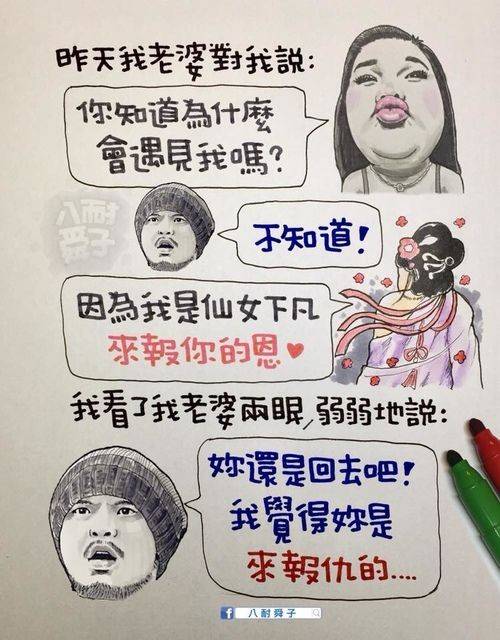 昨天我老婆對我説:
你知道為什麼
會遇見我嗎?
八耐
舜子
不知道!
因為我是仙女下凡
來報你的恩♥
我看了我老婆兩眼,弱弱地說:
妳還是回去吧!
我覺得妳是
來報仇的....
f 八耐舜子